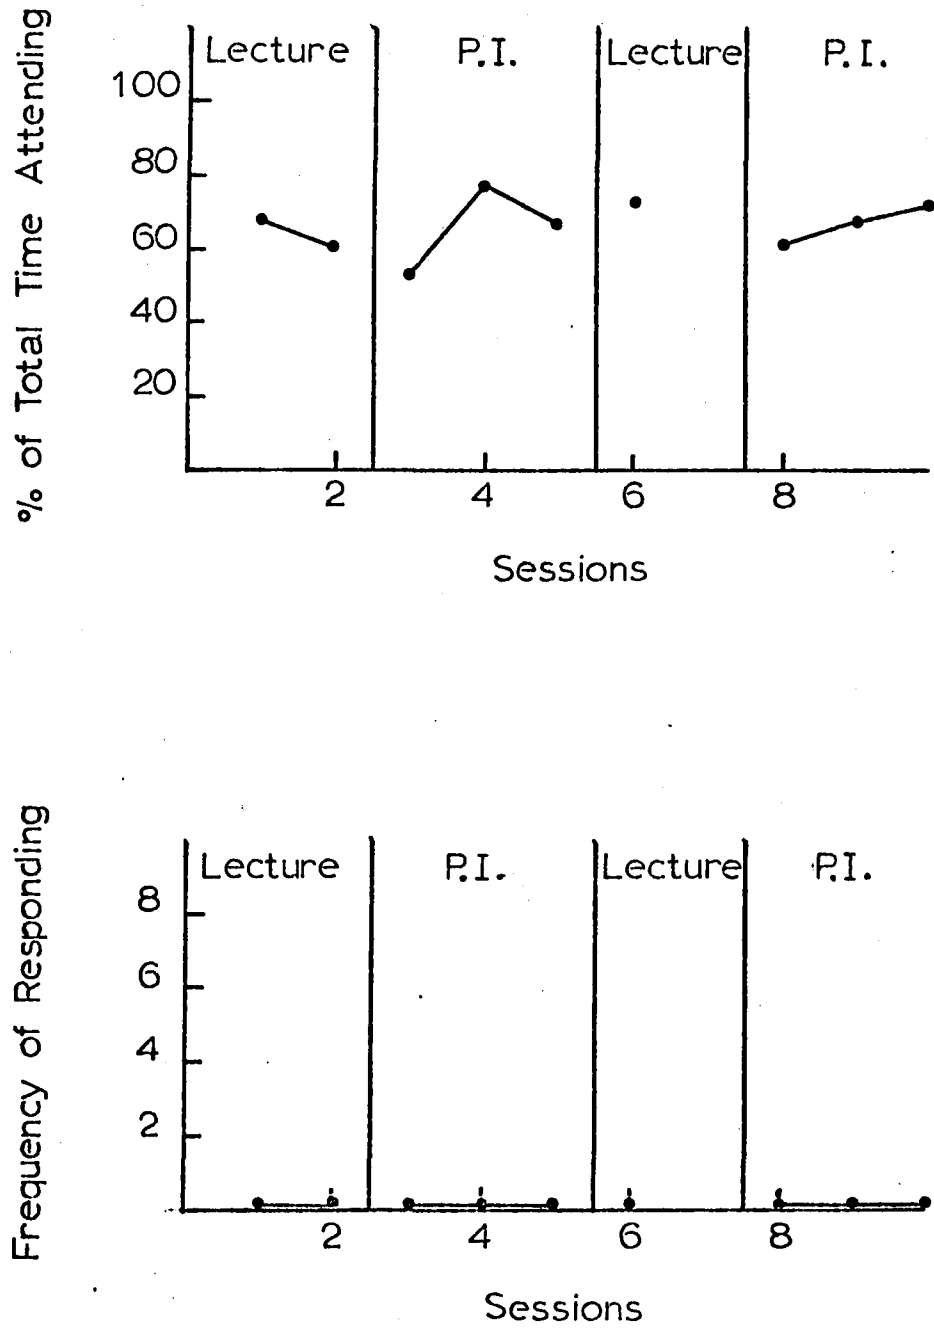 % of Total Time Attending
Lecture P.I. Lecture P.I.
100
80
60
40
20
2 4 6 8
Sessions
Frequency of Responding
Lecture P.I. Lecture P.I.
8
6
4
2
2 4 6 8
Sessions